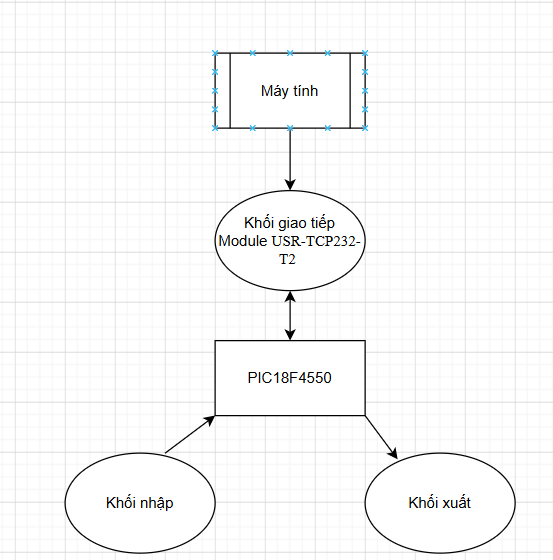 Máy tính
Khối giao tiếp
Module USR-TCP232-
T2
PIC18F4550
Khối nhập
Khối xuất